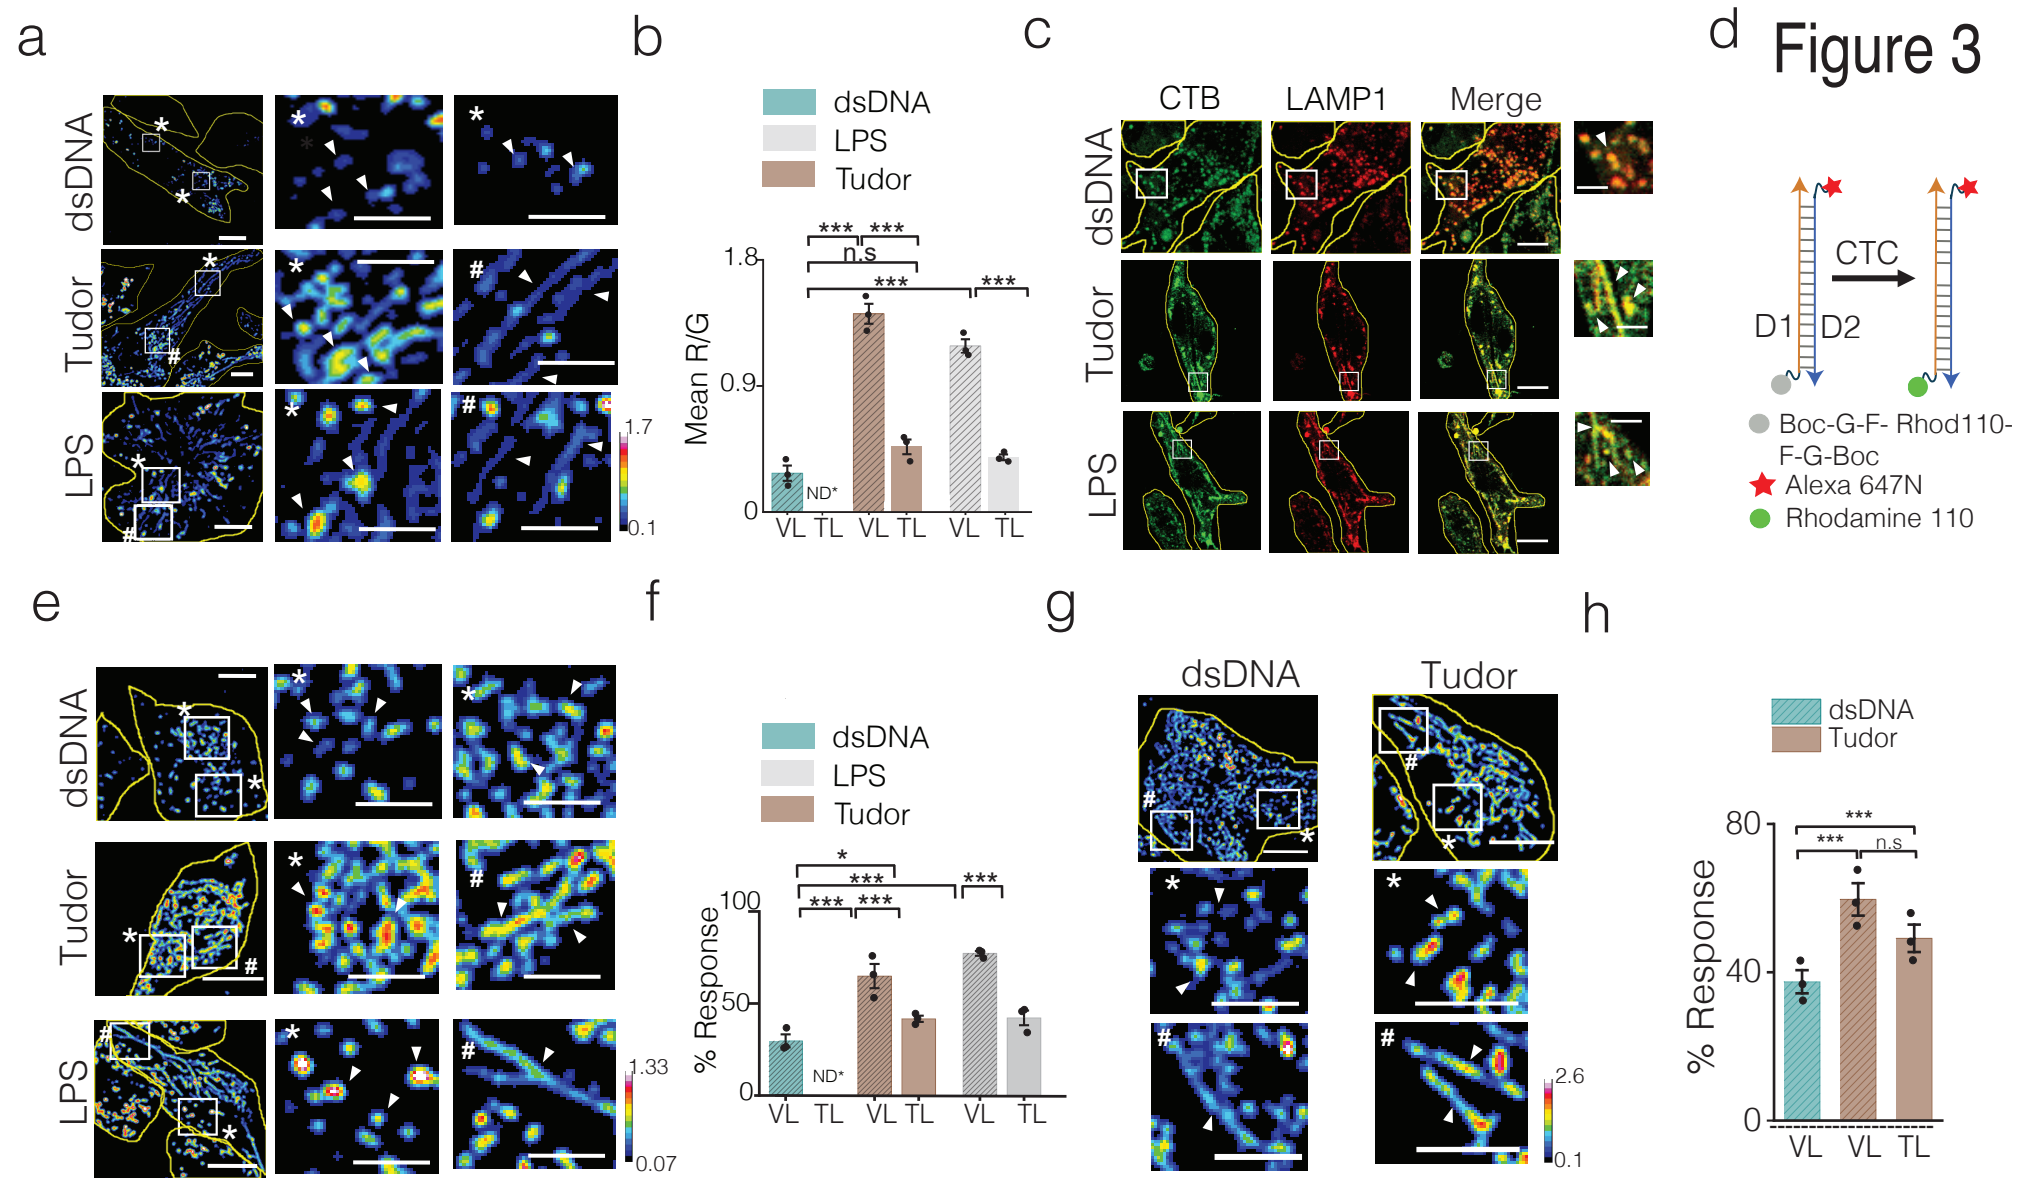 Figure 3
a
dsDNA
*
*
*
*
*
Tudor
*
#
*
#
LPS
*
#
*
#
1.7
0.1
b
dsDNA
LPS
Tudor
*** ***
n.s
*** ***
Mean R/G
1.8
0.9
0
ND*
VL TL VL TL VL TL
c
CTB LAMP1 Merge
dsDNA
Tudor
LPS
d
CTC
D1 D2
Boc-G-F- Rhod110-
F-G-Boc
Alexa 647N
Rhodamine 110
e
dsDNA
*
*
*
*
Tudor
*
#
*
#
LPS
#
*
*
#
1.33
0.07
f
dsDNA
LPS
Tudor
*
*** ***
*** ***
% Response
100
50
0
ND*
VL TL VL TL VL TL
g
dsDNA Tudor
#
*
#
*
* *
# #
2.6
0.1
h
dsDNA
Tudor
***
*** n.s
% Response
80
40
0
VL VL TL